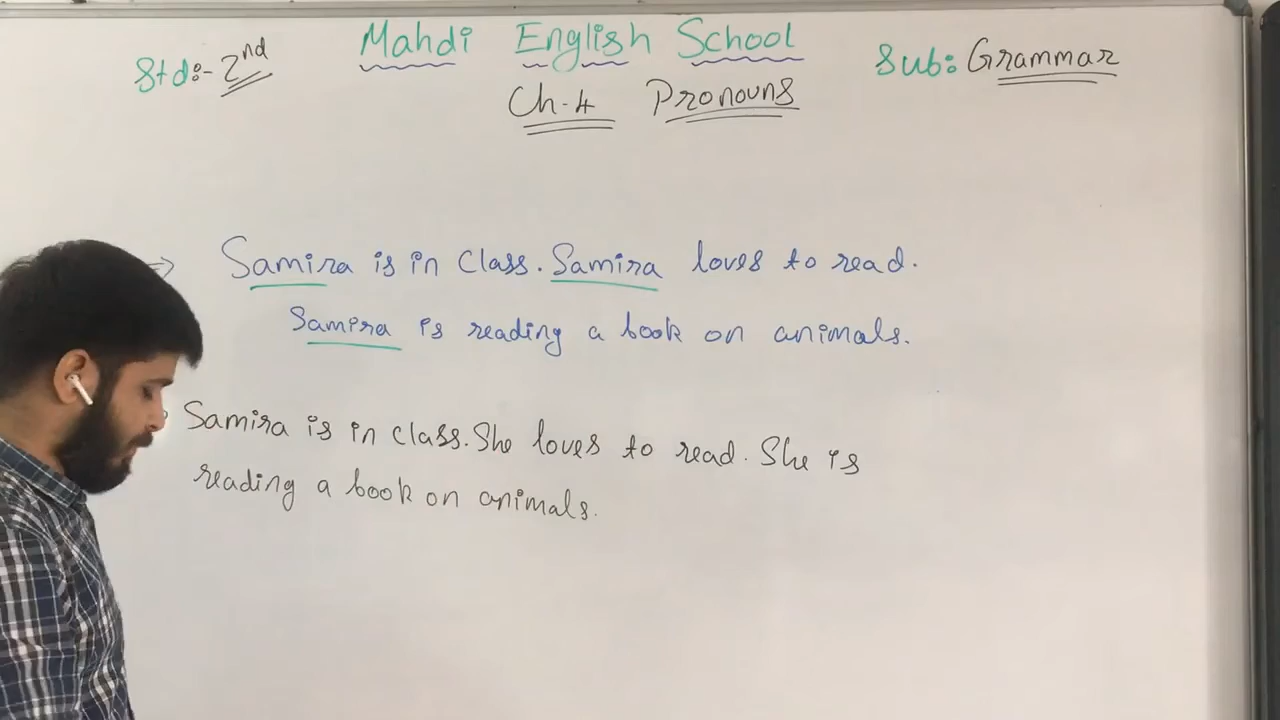 Std:- 2nd Mahdi English School Sub: Grammar
Ch-4 Pronouns
⇒ Samira is in Class. Samira loves to read.
Samira is reading a book on animals.
Samira is in class. She loves to read. She is
reading a book on animals.